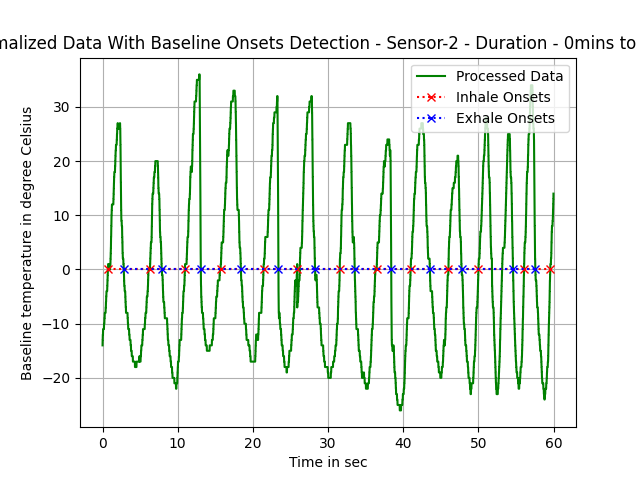 malized Data With Baseline Onsets Detection - Sensor-2 - Duration - 0mins to
Processed Data
Inhale Onsets
Exhale Onsets
Baseline temperature in degree Celsius
30
20
10
0
−10
−20
0 10 20 30 40 50 60
Time in sec